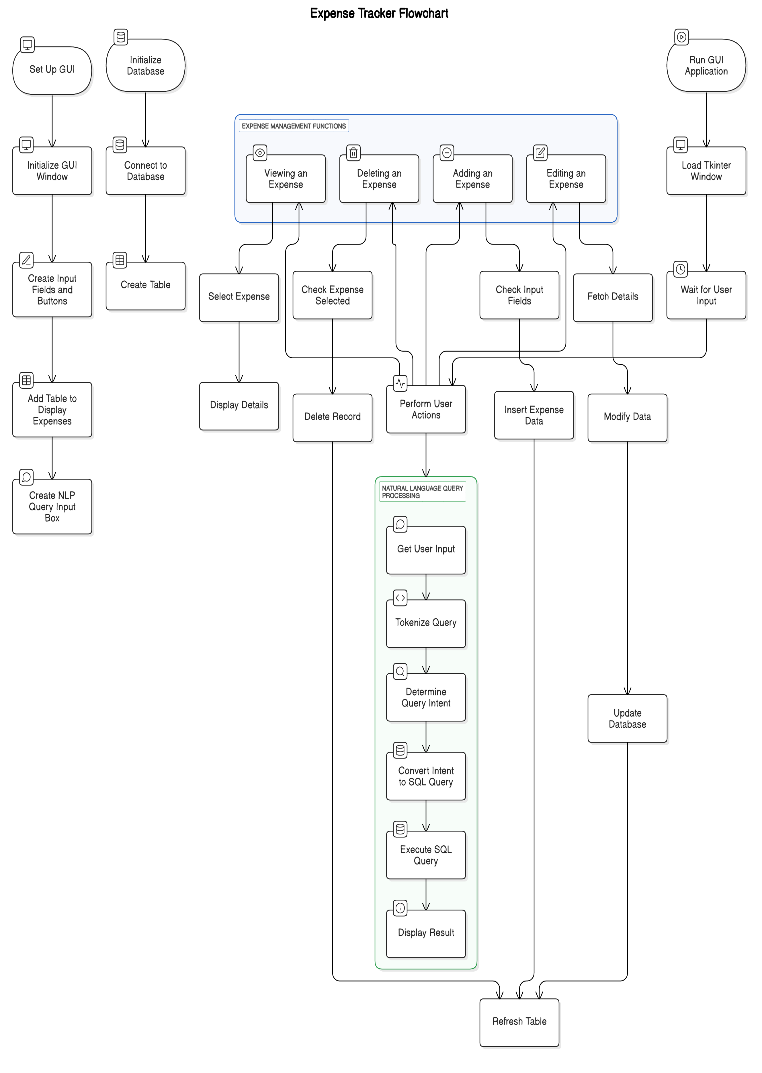 Expense Tracker Flowchart
Set Up GUI
Initialize
Database
Run GUI
Application
EXPENSE MANAGEMENT FUNCTIONS
Initialize GUI
Window
Connect to
Database
Viewing an
Expense
Deleting an
Expense
Adding an
Expense
Editing an
Expense
Load Tkinter
Window
Create Input
Fields and
Buttons
Create Table
Select Expense
Check Expense
Selected
Check Input
Fields
Fetch Details
Wait for User
Input
Add Table to
Display
Expenses
Display Details
Delete Record
Perform User
Actions
Insert Expense
Data
Modify Data
Create NLP
Query Input
Box
NATURAL LANGUAGE QUERY
PROCESSING
Get User Input
Tokenize Query
Determine
Query Intent
Update
Database
Convert Intent
to SQL Query
Execute SQL
Query
Display Result
Refresh Table